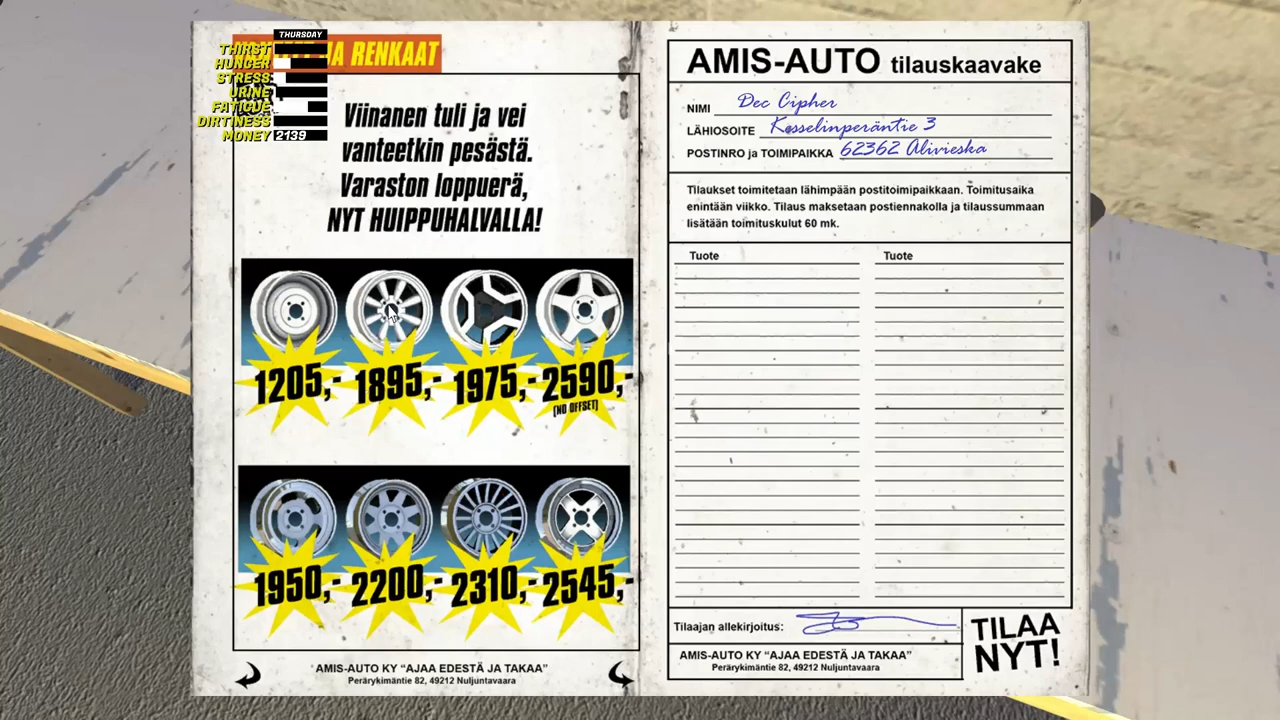 THURSDAY
THIRST
HUNGER
STRESS
URINE
FATIGUE
DIRTINESS
MONEY 2139
JA RENKAAT
Viinanen tuli ja vei
vanteetkin pesästä.
Varaston loppuerä,
NYT HUIPPUHALVALLA!
1205,- 1895,- 1975,- 2590,-
(NO OFFSET)
1950,- 2200,- 2310,- 2545,-
AMIS-AUTO KY “AJAA EDESTÄ JA TAKAA”
Perärykimäntie 82, 49212 Nuljuntavaara
AMIS-AUTO tilauskaavake
NIMI Dec Cipher
LÄHIOSOITE Kesselinperäntie 3
POSTINRO ja TOIMIPAIKKA 62362 Alivieska
Tilaukset toimitetaan lähimpään postitoimipaikkaan. Toimitusaika
enintään viikko. Tilaus maksetaan postiennakolla ja tilaussummaan
lisätään toimituskulut 60 mk.
Tuote Tuote
Tilaajan allekirjoitus:
AMIS-AUTO KY “AJAA EDESTÄ JA TAKAA”
Perärykimäntie 82, 49212 Nuljuntavaara
TILAA
NYT!